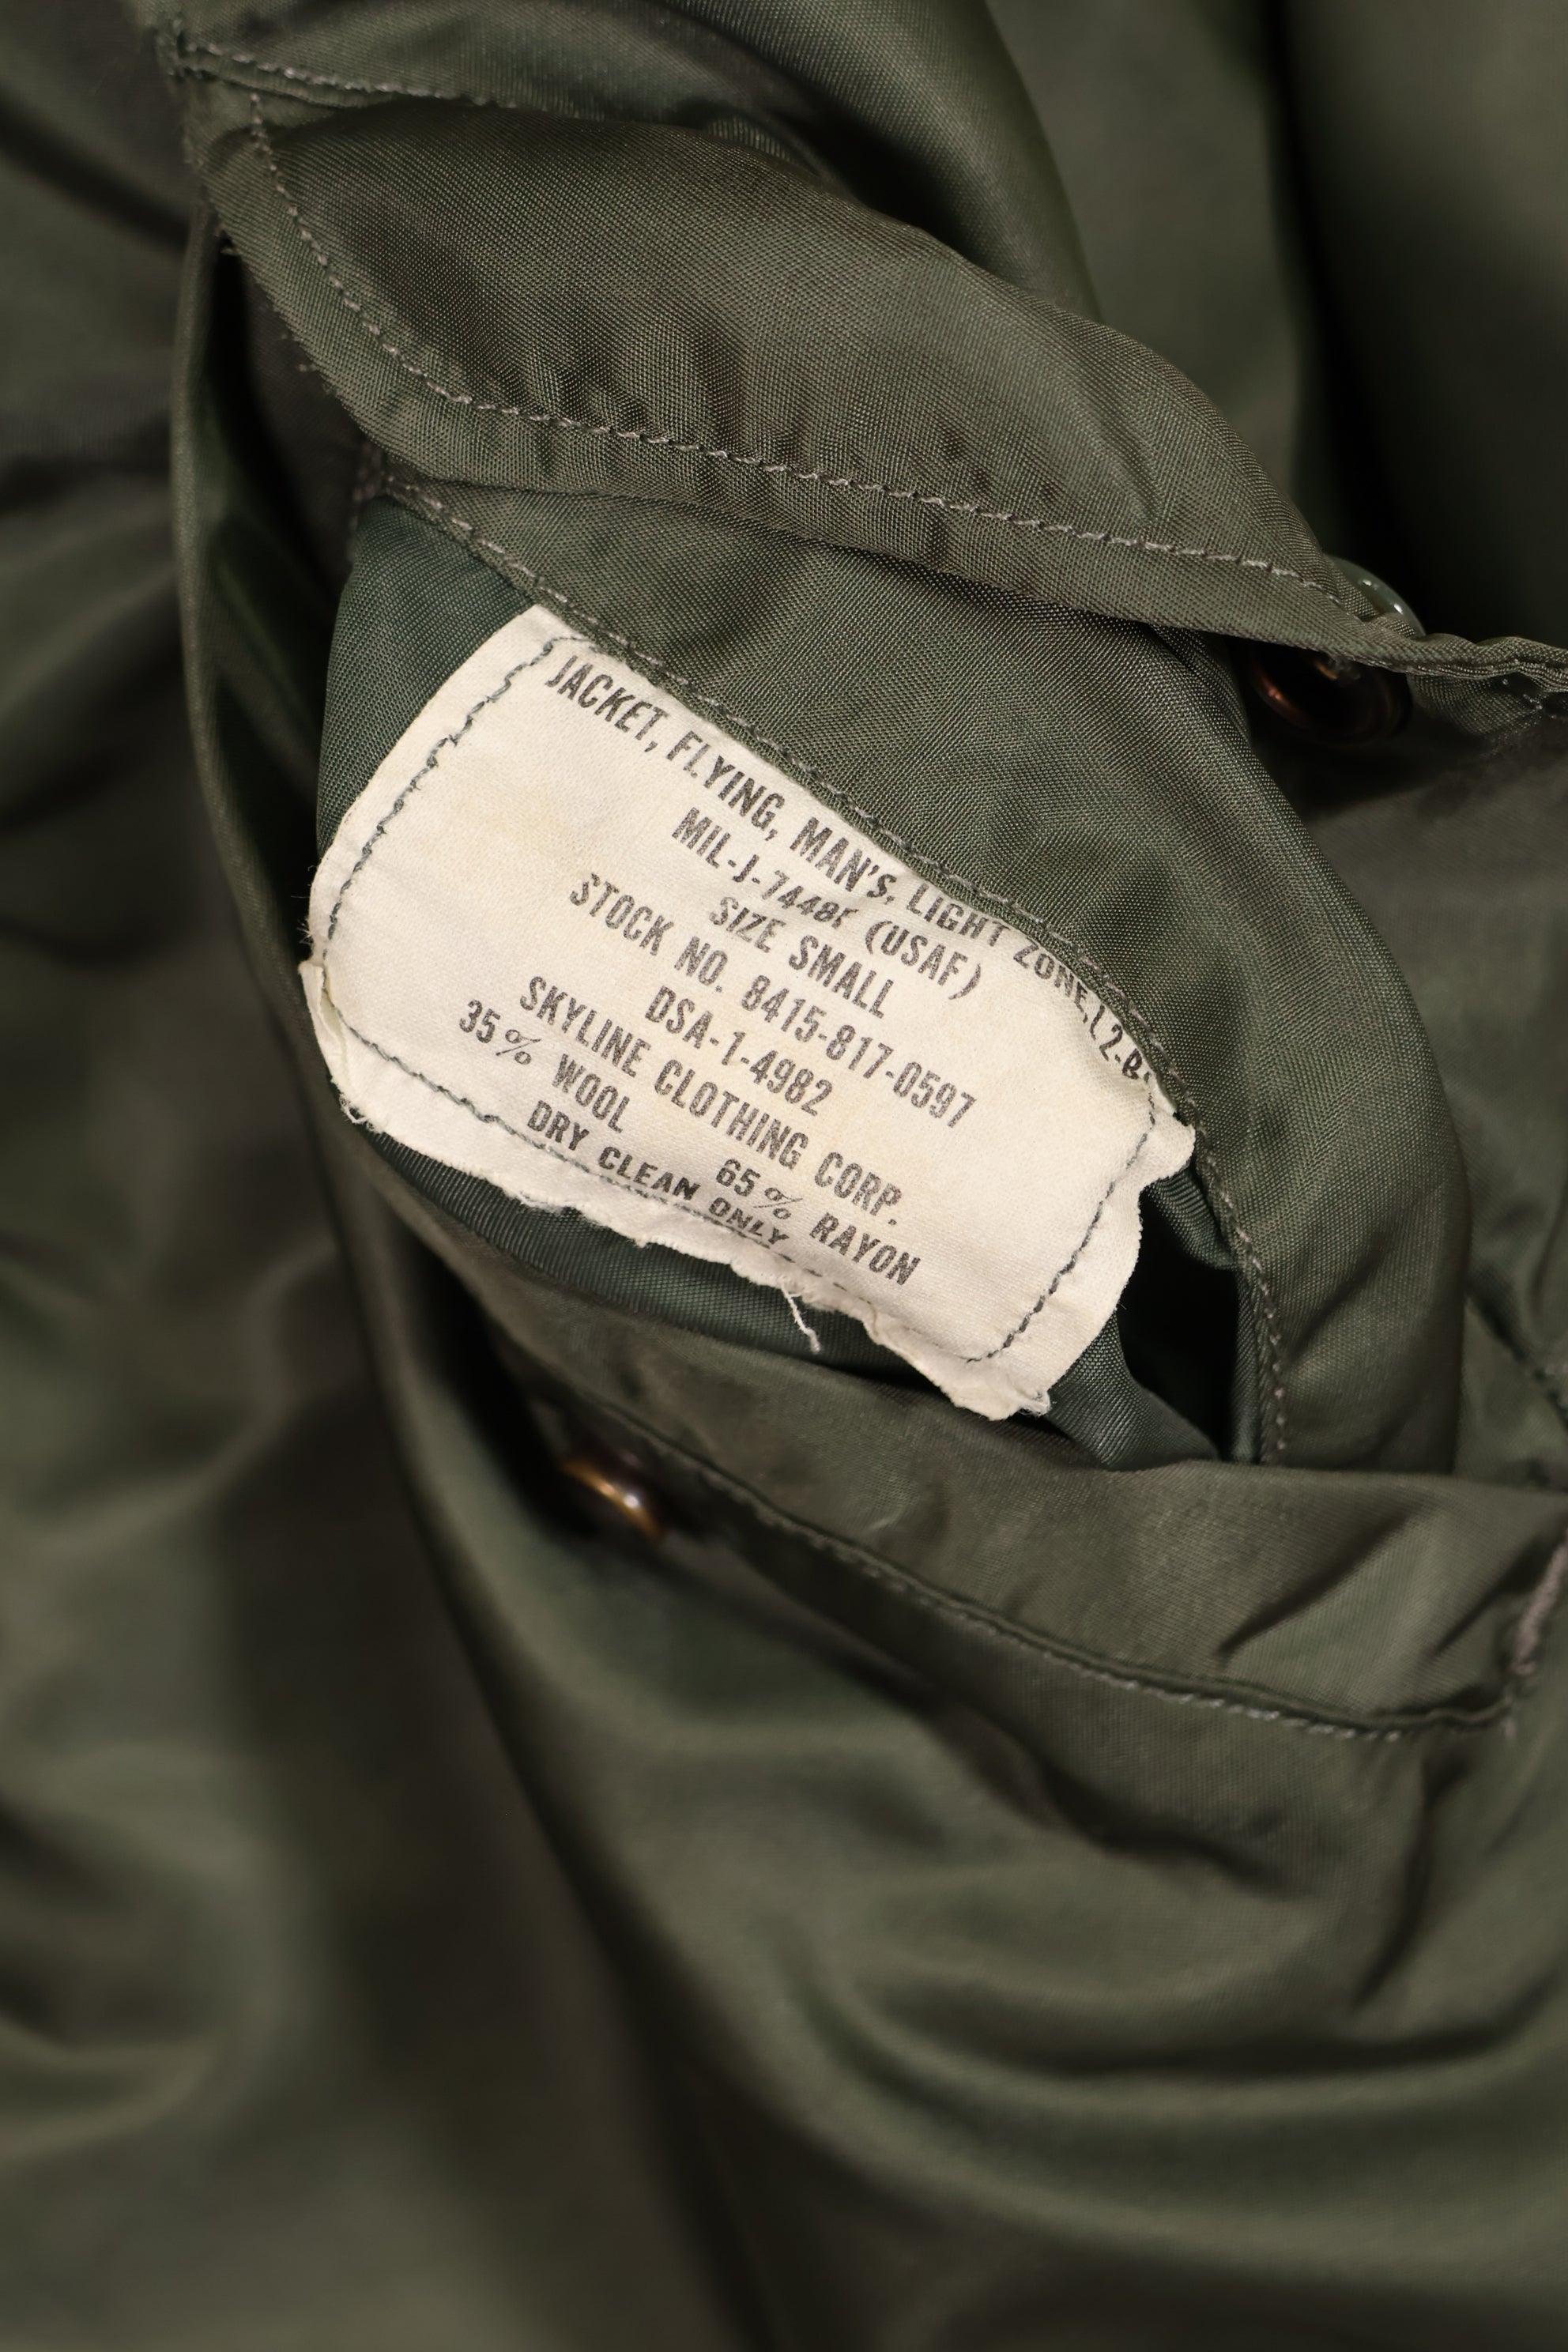 JACKET, FLYING, MAN'S, LIGHT ZONE, L2-B
MIL-J-7448F (USAF)
SIZE SMALL
STOCK NO. 8415-817-0597
DSA-1-4982
SKYLINE CLOTHING CORP.
35% WOOL 65% RAYON
DRY CLEAN ONLY